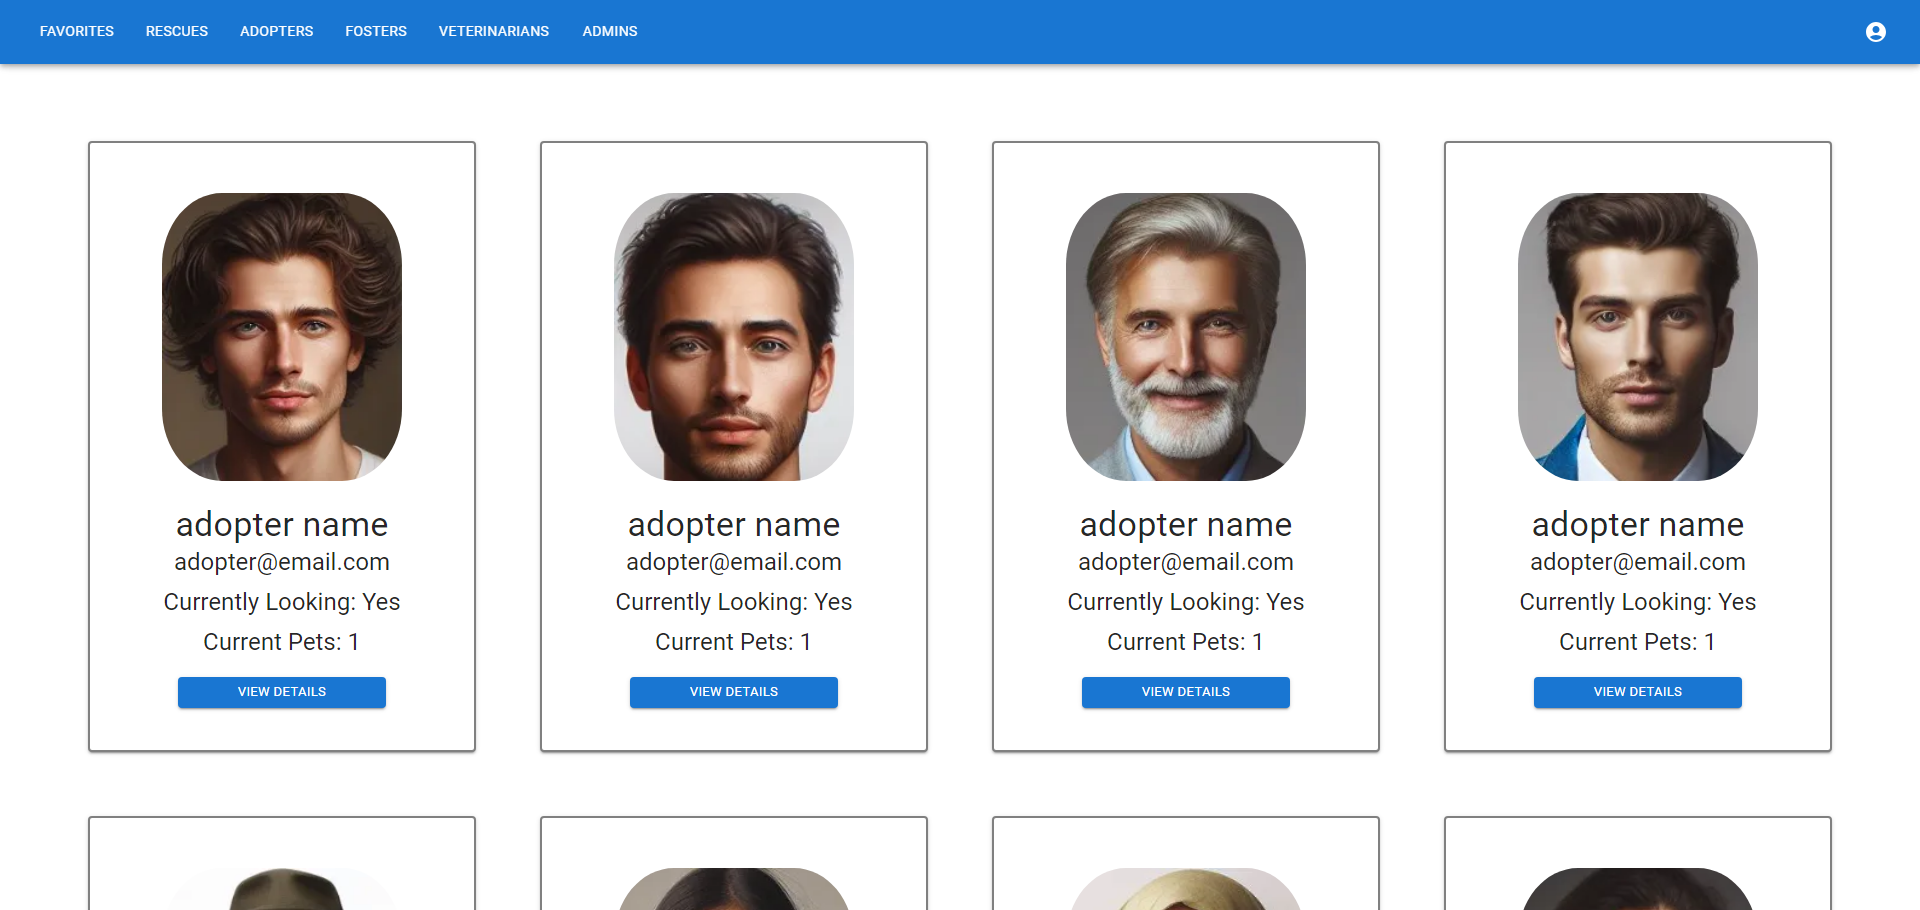 FAVORITES RESCUES ADOPTERS FOSTERS VETERINARIANS ADMINS
adopter name
adopter@email.com
Currently Looking: Yes
Current Pets: 1
VIEW DETAILS
adopter name
adopter@email.com
Currently Looking: Yes
Current Pets: 1
VIEW DETAILS
adopter name
adopter@email.com
Currently Looking: Yes
Current Pets: 1
VIEW DETAILS
adopter name
adopter@email.com
Currently Looking: Yes
Current Pets: 1
VIEW DETAILS